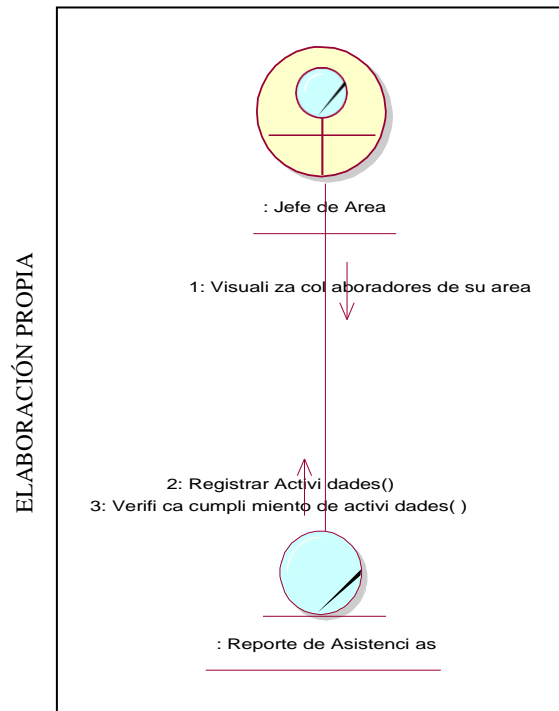 ELABORACIÓN PROPIA
: Jefe de Area
1: Visuali za col aboradores de su area
2: Registrar Activi dades()
3: Verifi ca cumpli miento de activi dades( )
: Reporte de Asistenci as